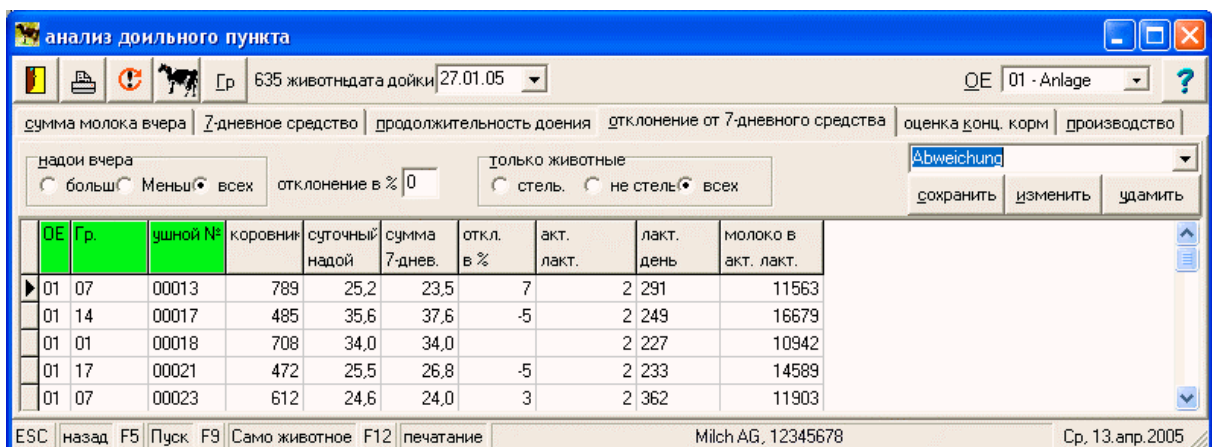 анализ доильного пункта
Гр 635 животньдата дойки 27.01.05 ОЕ 01 - Anlage ?
сумма молока вчера 7-дневное средство продолжительность доения отклонение от 7-дневного средства оценка конц. корм производство
надои вчера только животные Abweichung
больш Меньш всех отклонение в % 0 стель. не стель всех
сохранить изменить удамить
ОЕ Гр. ушной № коровник суточный сумма откл. акт. лакт. молоко в
надой 7-днев. в % лакт. день акт. лакт.
01 07 00013 789 25,2 23,5 7 2 291 11563
01 14 00017 485 35,6 37,6 -5 2 249 16679
01 01 00018 708 34,0 34,0 2 227 10942
01 17 00021 472 25,5 26,8 -5 2 233 14589
01 07 00023 612 24,6 24,0 3 2 362 11903
ESC назад F5 Пуск F9 Само животное F12 печатание Milch AG, 12345678 Ср, 13.апр.2005